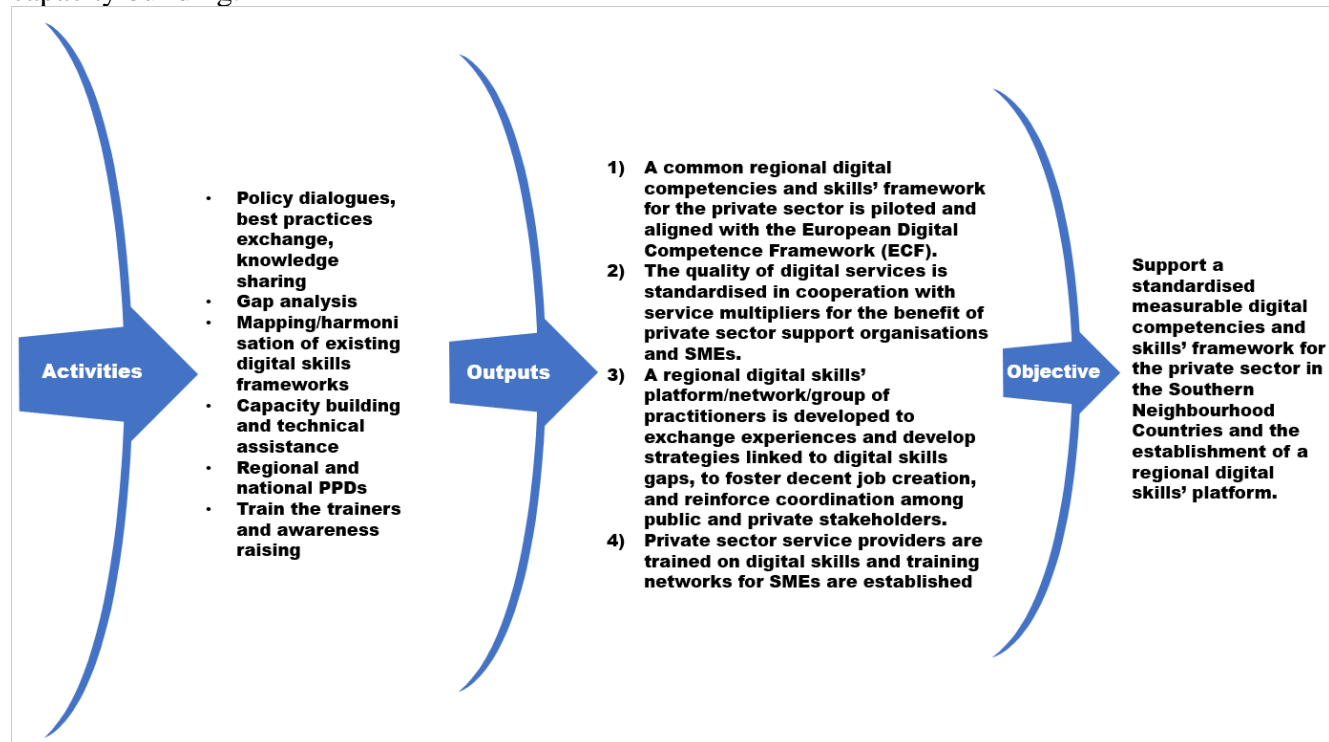 Activities
• Policy dialogues,
best practices
exchange,
knowledge
sharing
• Gap analysis
• Mapping/harmoni
sation of existing
digital skills
frameworks
• Capacity building
and technical
assistance
• Regional and
national PPDs
• Train the trainers
and awareness
raising
Outputs
1) A common regional digital
competencies and skills’ framework
for the private sector is piloted and
aligned with the European Digital
Competence Framework (ECF).
2) The quality of digital services is
standardised in cooperation with
service multipliers for the benefit of
private sector support organisations
and SMEs.
3) A regional digital skills’
platform/network/group of
practitioners is developed to
exchange experiences and develop
strategies linked to digital skills
gaps, to foster decent job creation,
and reinforce coordination among
public and private stakeholders.
4) Private sector service providers are
trained on digital skills and training
networks for SMEs are established
Objective
Support a
standardised
measurable digital
competencies and
skills’ framework for
the private sector in
the Southern
Neighbourhood
Countries and the
establishment of a
regional digital
skills’ platform.